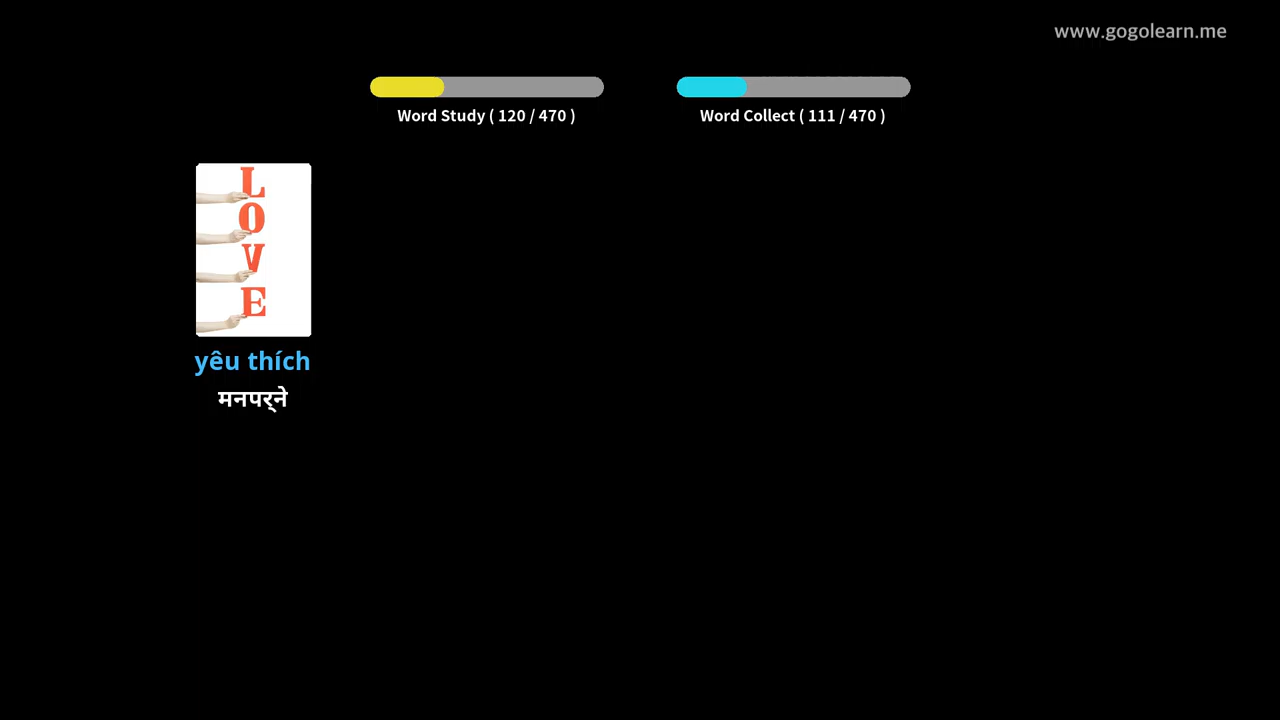 www.gogolearn.me
Word Study ( 120 / 470 )
Word Collect ( 111 / 470 )
L
O
V
E
yêu thích
मनपर्ने